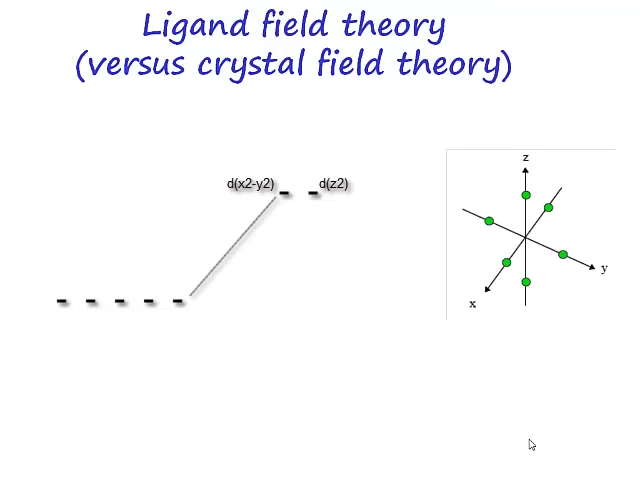 Ligand field theory
(versus crystal field theory)
z
d(x2-y2) d(z2)
y
x